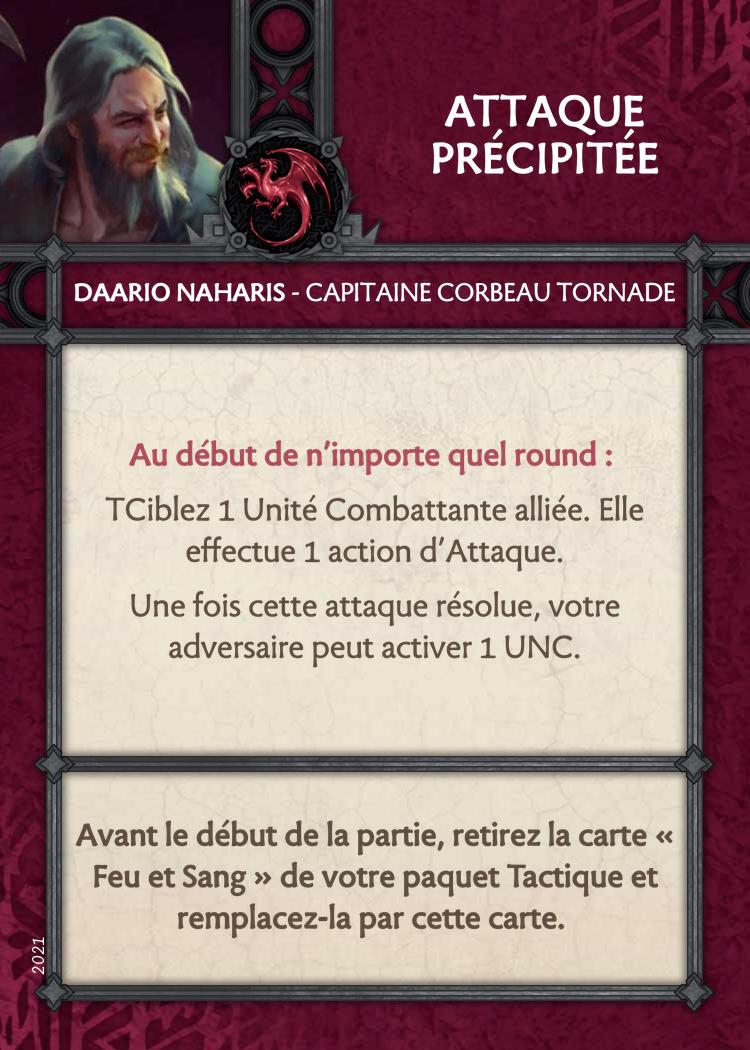 ATTAQUE
PRÉCIPITÉE
DAARIO NAHARIS - CAPITAINE CORBEAU TORNADE
Au début de n'importe quel round :
TCiblez 1 Unité Combattante alliée. Elle
effectue 1 action d'Attaque.
Une fois cette attaque résolue, votre
adversaire peut activer 1 UNC.
Avant le début de la partie, retirez la carte «
Feu et Sang » de votre paquet Tactique et
remplacez-la par cette carte.
2021